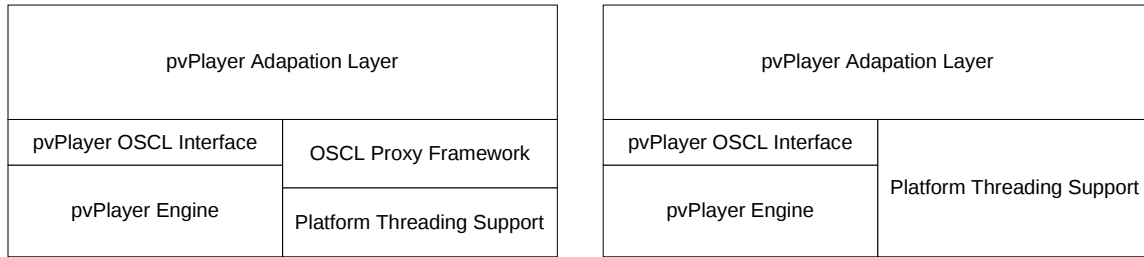 pvPlayer Adapation Layer
pvPlayer OSCL Interface
OSCL Proxy Framework
pvPlayer Engine
Platform Threading Support
pvPlayer Adapation Layer
pvPlayer OSCL Interface
Platform Threading Support
pvPlayer Engine